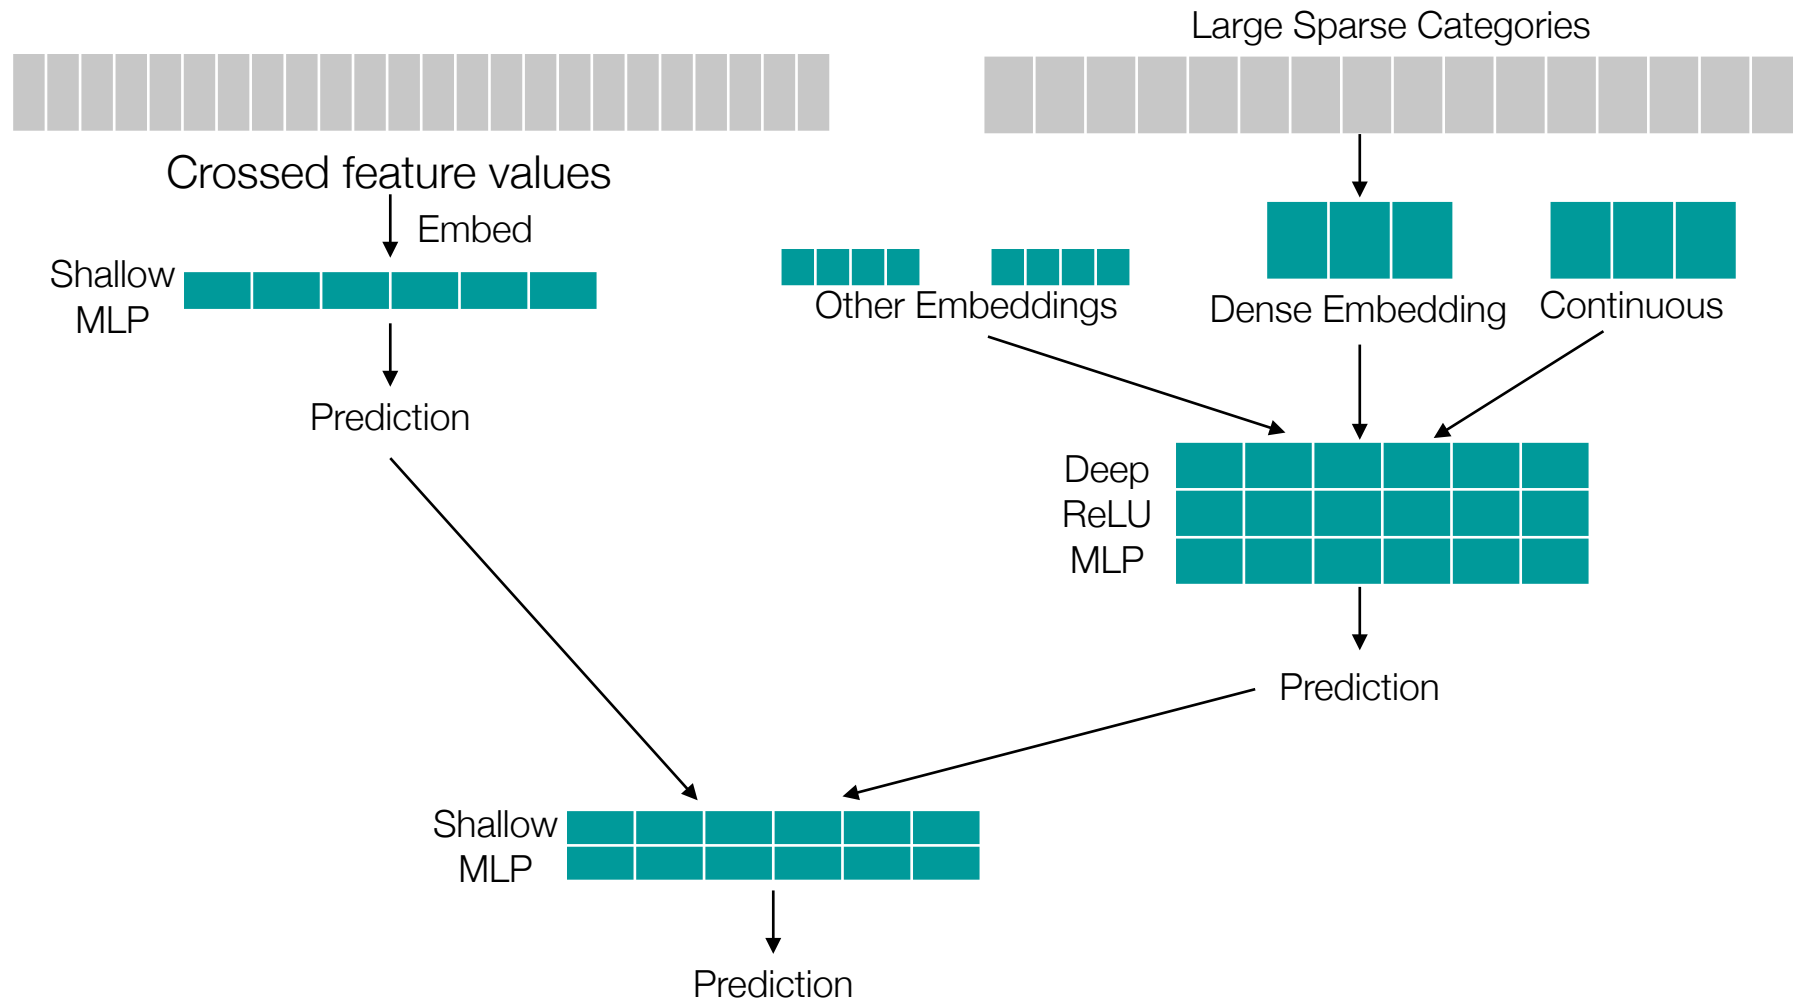 Large Sparse Categories
Crossed feature values
Embed
Shallow
MLP
Prediction
Other Embeddings
Dense Embedding
Continuous
Deep
ReLU
MLP
Prediction
Shallow
MLP
Prediction